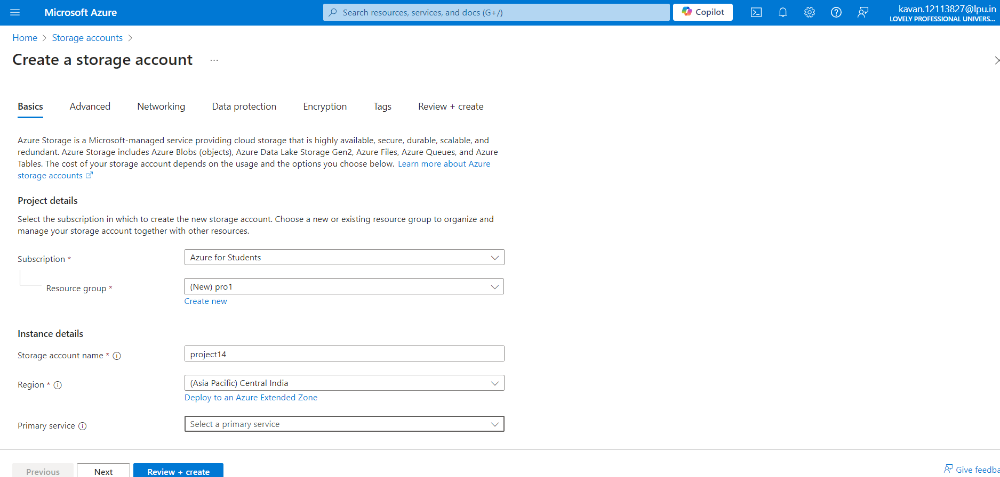 Microsoft Azure
Search resources, services, and docs (G+/)
Copilot
kavan.12113827@lpu.in
LOVELY PROFESSIONAL UNIVERS...
Home > Storage accounts >
Create a storage account ...
Basics Advanced Networking Data protection Encryption Tags Review + create
Azure Storage is a Microsoft-managed service providing cloud storage that is highly available, secure, durable, scalable, and
redundant. Azure Storage includes Azure Blobs (objects), Azure Data Lake Storage Gen2, Azure Files, Azure Queues, and Azure
Tables. The cost of your storage account depends on the usage and the options you choose below. Learn more about Azure
storage accounts
Project details
Select the subscription in which to create the new storage account. Choose a new or existing resource group to organize and
manage your storage account together with other resources.
Subscription * Azure for Students
Resource group * (New) pro1
Create new
Instance details
Storage account name * project14
Region * (Asia Pacific) Central India
Deploy to an Azure Extended Zone
Primary service Select a primary service
Previous Next Review + create
Give feedba